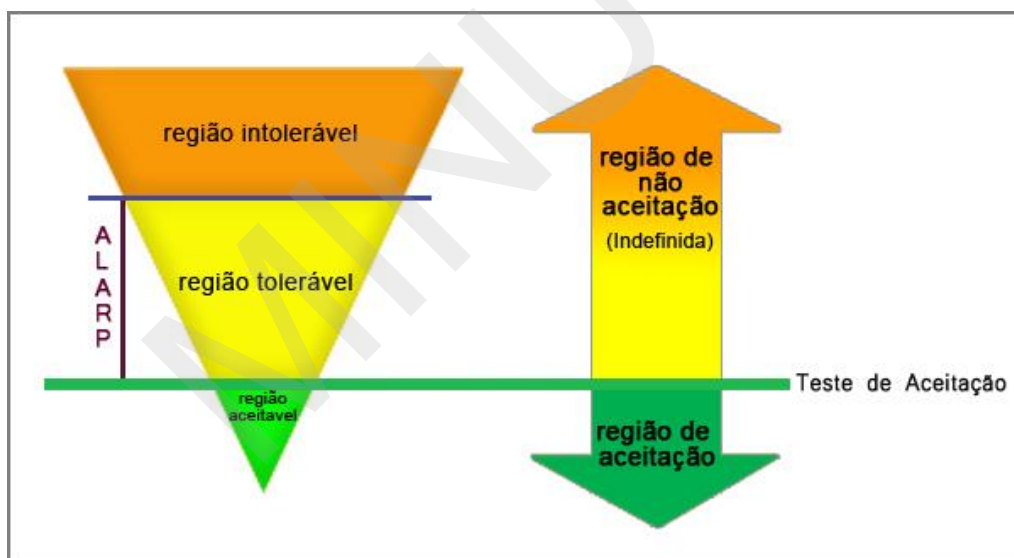 região intolerável
A
L
A
R
P
região tolerável
região
aceitavel
região de
não
aceitação
(Indefinida)
Teste de Aceitação
região de
aceitação